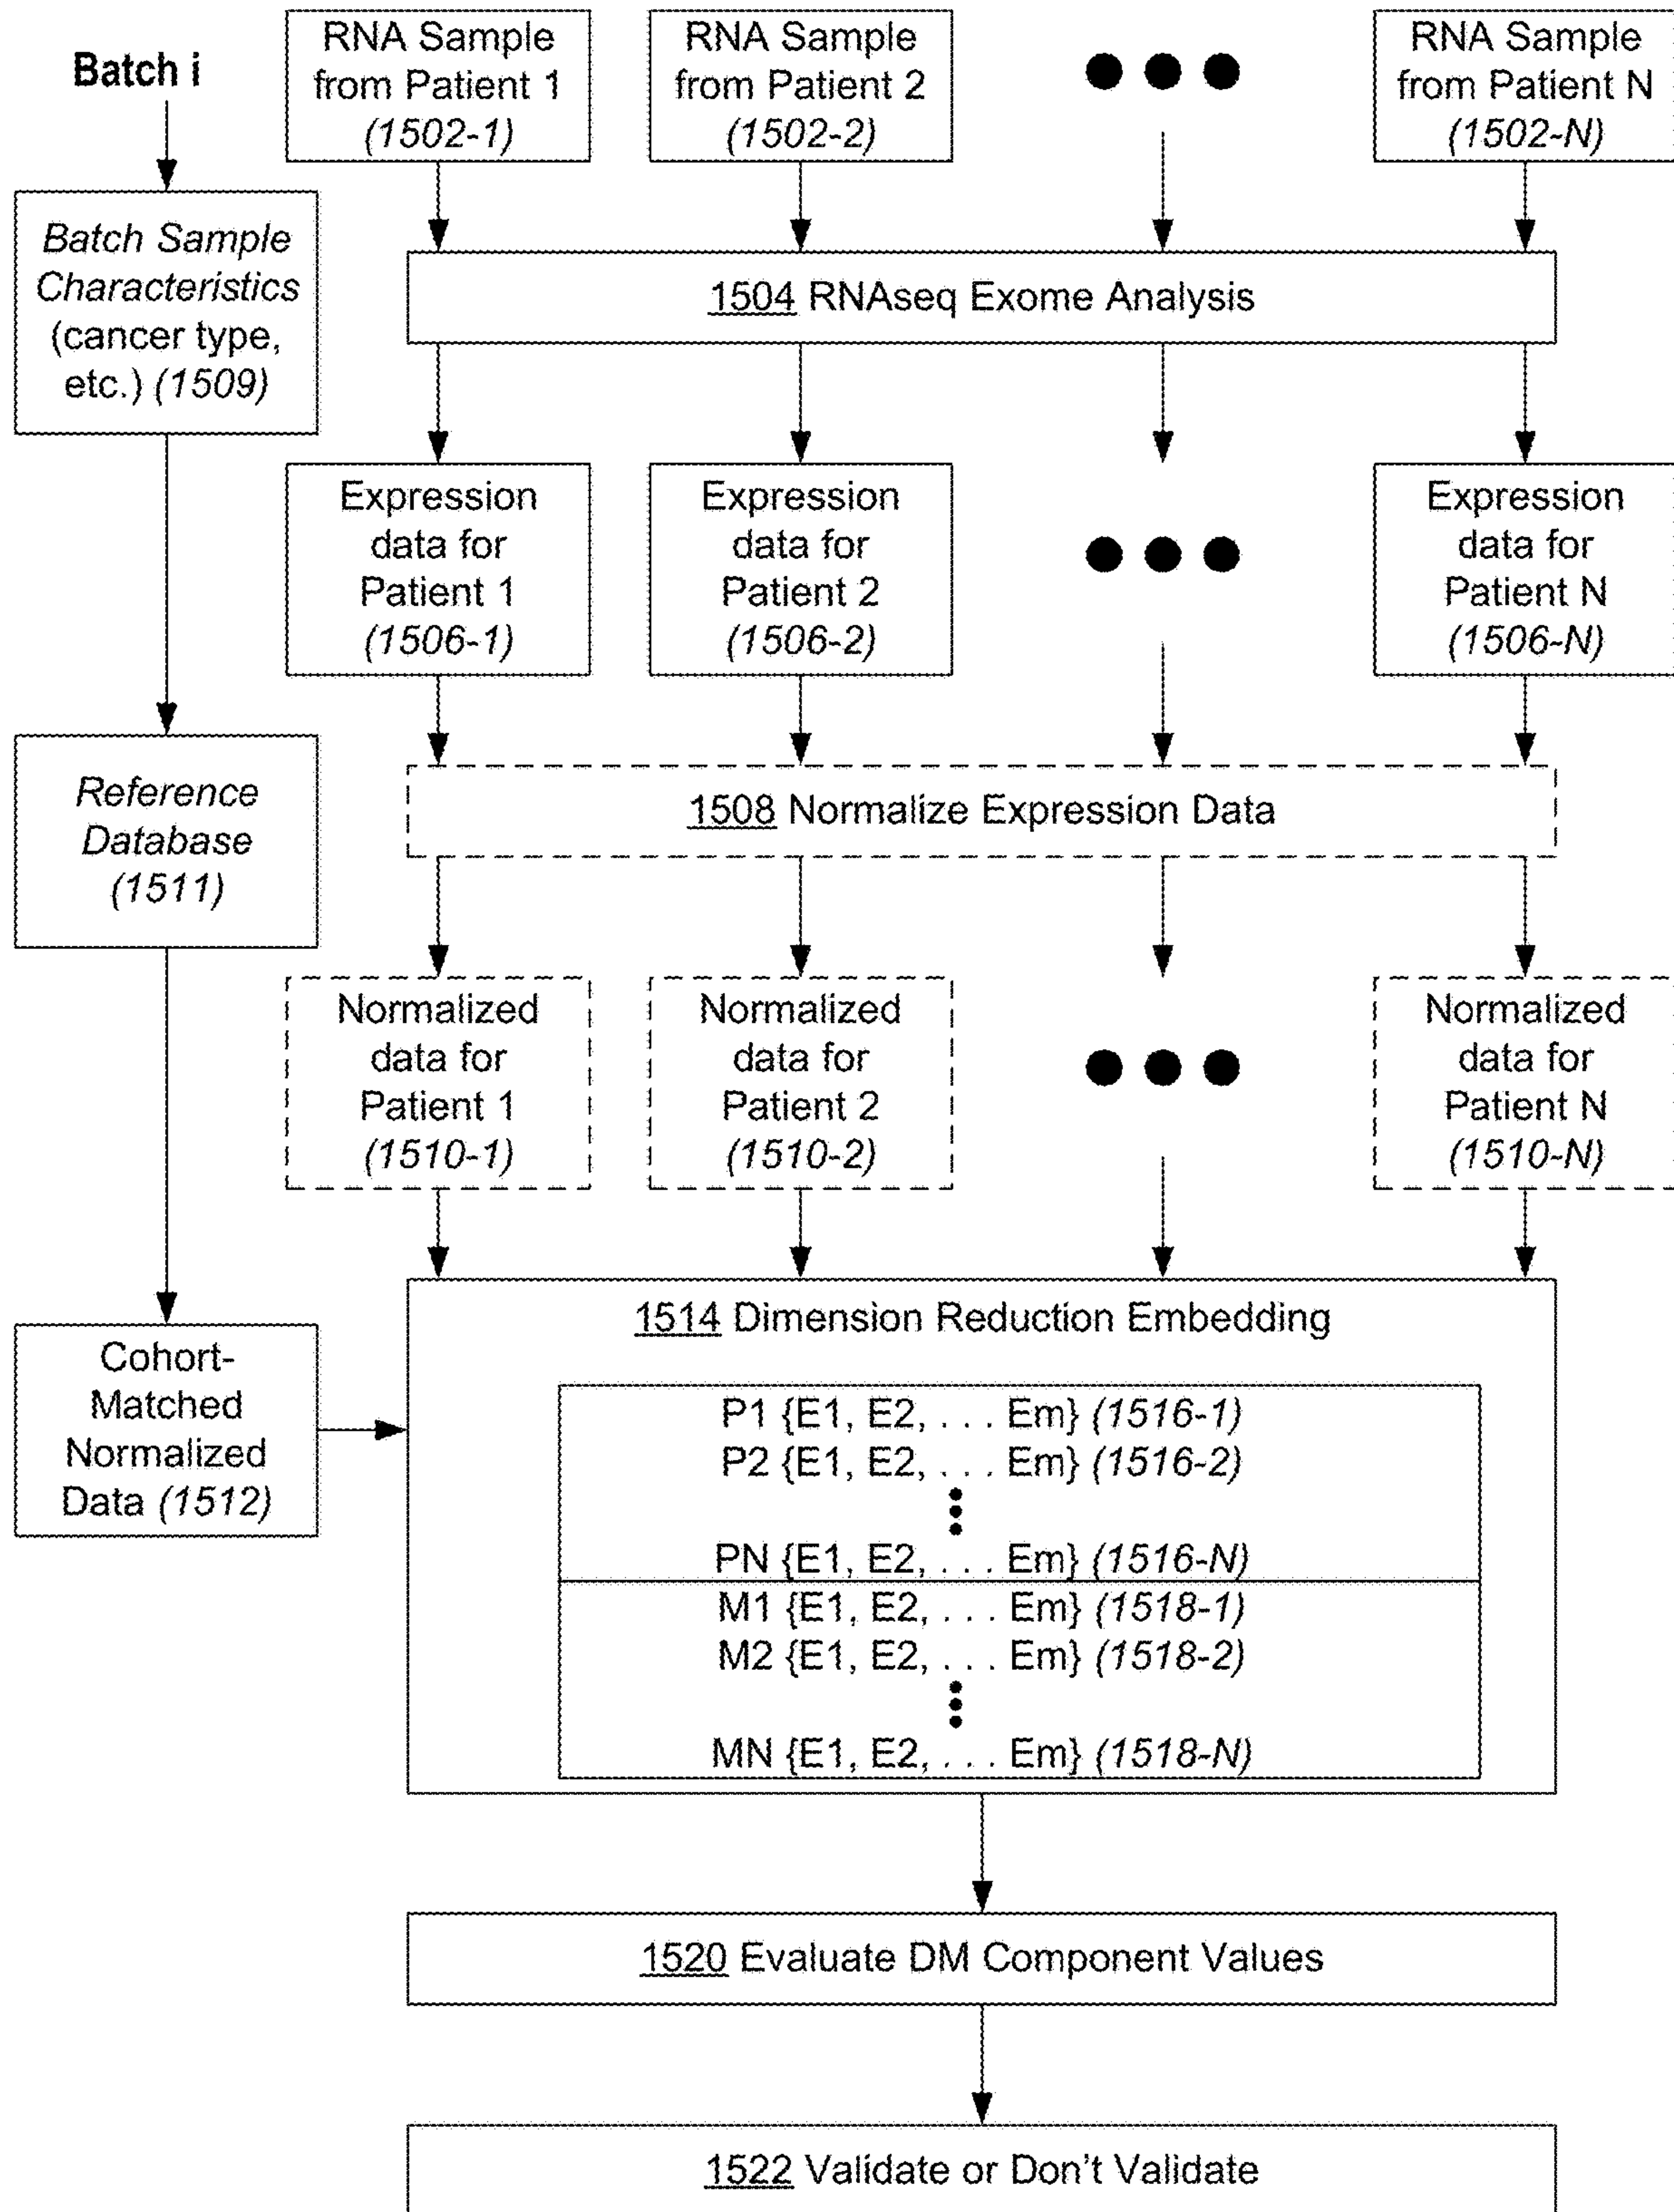 Batch i
RNA Sample
from Patient 1
(1502-1)
RNA Sample
from Patient 2
(1502-2)
RNA Sample
from Patient N
(1502-N)
Batch Sample
Characteristics
(cancer type,
etc.) (1509)
1504 RNAseq Exome Analysis
Expression
data for
Patient 1
(1506-1)
Expression
data for
Patient 2
(1506-2)
Expression
data for
Patient N
(1506-N)
Reference
Database
(1511)
1508 Normalize Expression Data
Normalized
data for
Patient 1
(1510-1)
Normalized
data for
Patient 2
(1510-2)
Normalized
data for
Patient N
(1510-N)
Cohort-
Matched
Normalized
Data (1512)
1514 Dimension Reduction Embedding
P1 {E1, E2, . . . Em} (1516-1)
P2 {E1, E2, . . . Em} (1516-2)
PN {E1, E2, . . . Em} (1516-N)
M1 {E1, E2, . . . Em} (1518-1)
M2 {E1, E2, . . . Em} (1518-2)
MN {E1, E2, . . . Em} (1518-N)
1520 Evaluate DM Component Values
1522 Validate or Don't Validate